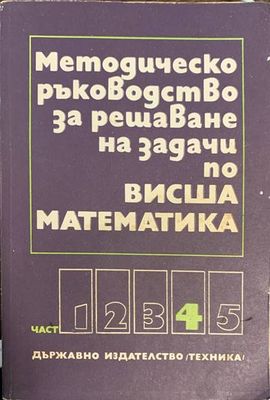 Методическо
ръководство
за решаване
на задачи
по
ВИСША
МАТЕМАТИКА
ЧАСТ 1 2 3 4 5
ДЪРЖАВНО ИЗДАТЕЛСТВО /ТЕХНИКА/